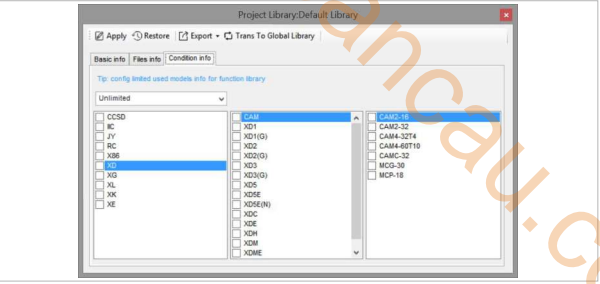 Project Library:Default Library
Apply Restore Export Trans To Global Library
Basic info Files info Condition info
Tip: config limited used models info for function library
Unlimited
CCSD
IIC
JY
RC
X86
XD
XG
XL
XK
XE
CAM
XD1
XD1(G)
XD2
XD2(G)
XD3
XD3(G)
XD5
XD5E
XD5E(N)
XDC
XDE
XDH
XDM
XDME
CAM2-16
CAM2-32
CAM4-32T4
CAM4-60T10
CAMC-32
MCG-30
MCP-18